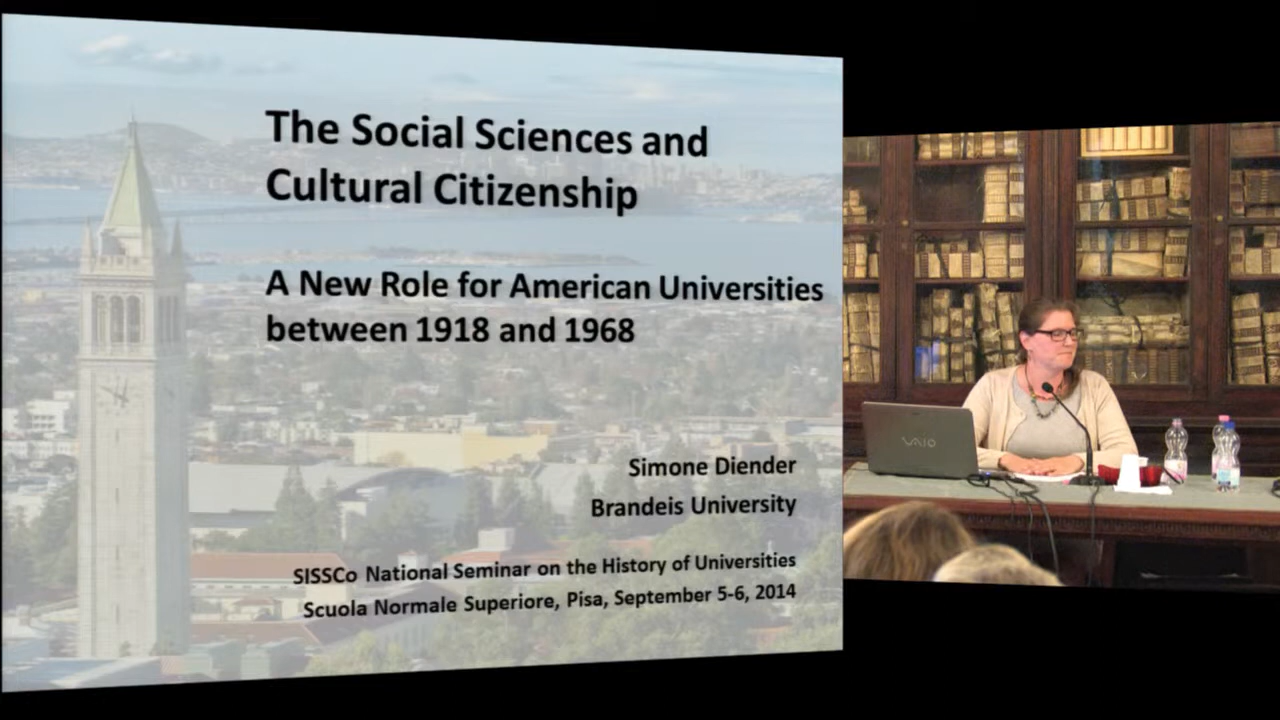 The Social Sciences and
Cultural Citizenship
A New Role for American Universities
between 1918 and 1968
Simone Diender
Brandeis University
SISSCo National Seminar on the History of Universities
Scuola Normale Superiore, Pisa, September 5-6, 2014
VAIO